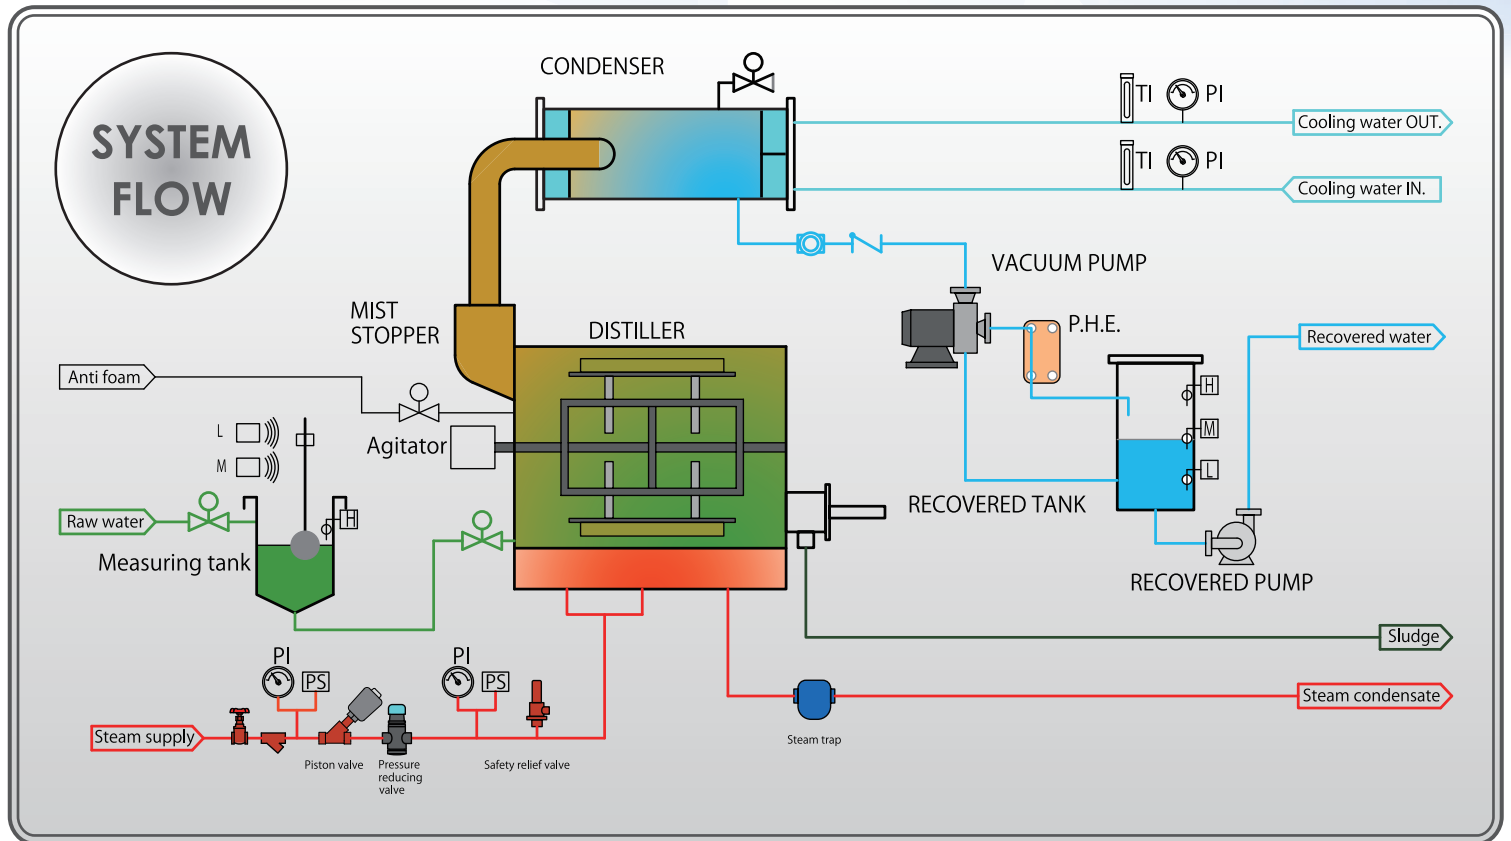 SYSTEM
FLOW
CONDENSER
TI
PI
Cooling water OUT.
TI
PI
Cooling water IN.
VACUUM PUMP
MIST
STOPPER
DISTILLER
P.H.E.
Recovered water
Anti foam
H
M
L
Agitator
L
M
Raw water
H
Measuring tank
RECOVERED TANK
RECOVERED PUMP
Sludge
PI
PS
PI
PS
Steam supply
Steam condensate
Piston valve
Pressure
reducing
valve
Safety relief valve
Steam trap